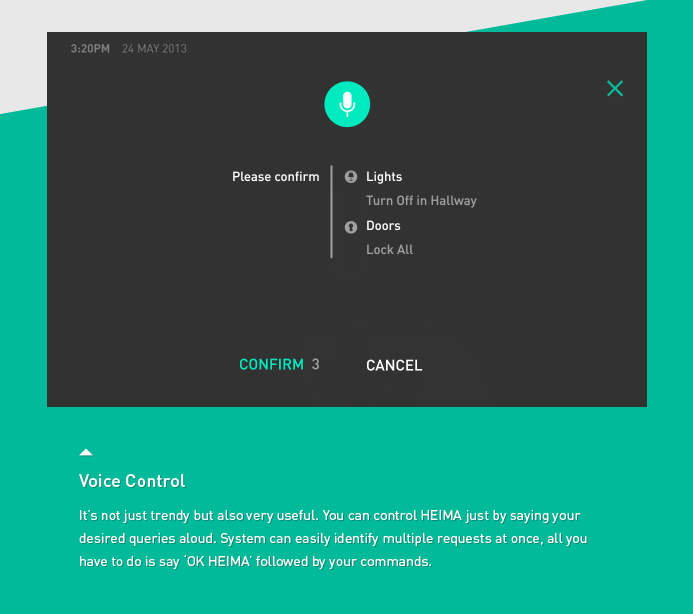 3:20PM 24 MAY 2013
Please confirm
Lights
Turn Off in Hallway
Doors
Lock All
CONFIRM 3 CANCEL
Voice Control
It's not just trendy but also very useful. You can control HEIMA just by saying your
desired queries aloud. System can easily identify multiple requests at once, all you
have to do is say 'OK HEIMA' followed by your commands.